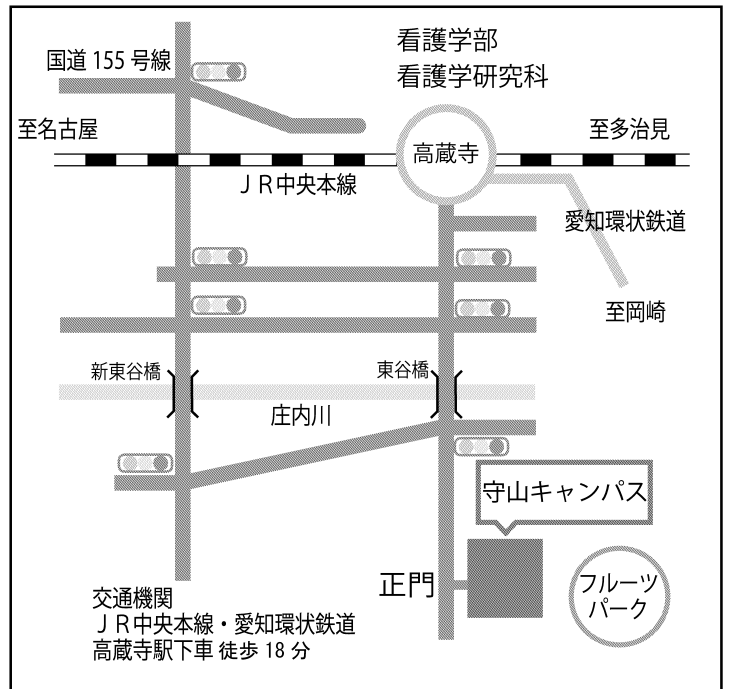 看護学部
看護学研究科
国道 155 号線
至名古屋
高蔵寺
至多治見
ＪＲ中央本線
愛知環状鉄道
至岡崎
新東谷橋
東谷橋
庄内川
守山キャンパス
正門
フルーツ
パーク
交通機関
ＪＲ中央本線・愛知環状鉄道
高蔵寺駅下車 徒歩 18 分